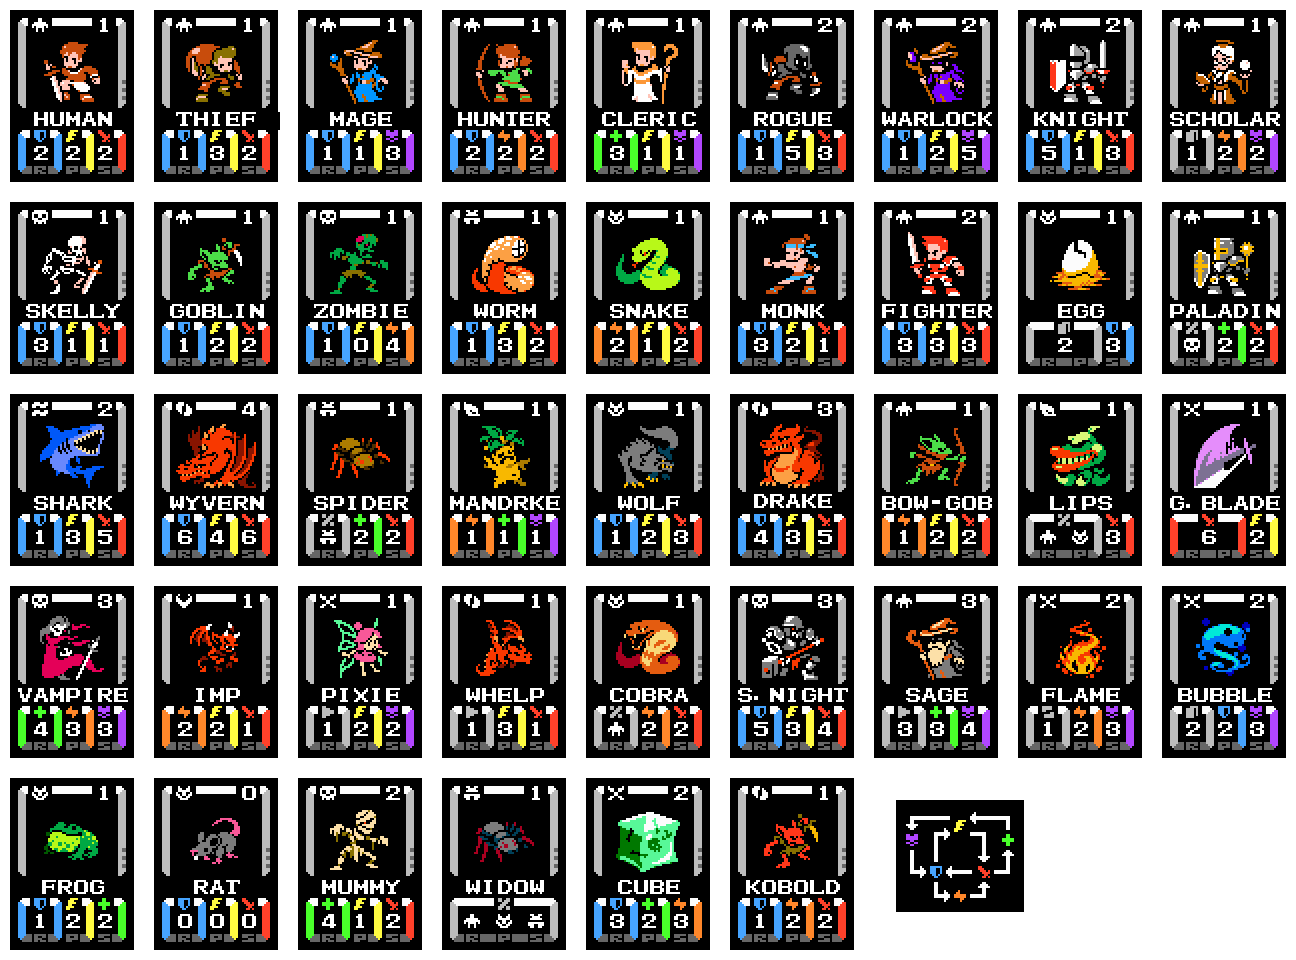 1 1 1 1 1 2 2 2 1
HUMAN THIEF MAGE HUNTER CLERIC ROGUE WARLOCK KNIGHT SCHOLAR
2 2 2 1 3 2 1 1 3 2 2 2 3 1 1 1 5 3 1 2 5 5 1 3 1 2 2
R P S R P S R P S R P S R P S R P S R P S R P S R P S
1 1 1 1 1 1 2 1 1
SKELLY GOBLIN ZOMBIE WORM SNAKE MONK FIGHTER EGG PALADIN
3 1 1 1 2 2 1 0 4 1 3 2 2 1 2 3 2 1 3 3 3 2 3 2 2
R P S R P S R P S R P S R P S R P S R P S R P S R P S
2 4 1 1 1 3 1 1 1
SHARK WYVERN SPIDER MANDRKE WOLF DRAKE BOW-GOB LIPS G. BLADE
1 3 5 6 4 6 2 2 1 1 1 1 2 3 4 3 5 1 2 2 3 6 2
R P S R P S R P S R P S R P S R P S R P S R P S R P S
3 1 1 1 1 3 3 2 2
VAMPIRE IMP PIXIE WHELP COBRA S. NIGHT SAGE FLAME BUBBLE
4 3 3 2 2 1 1 2 2 1 3 1 2 2 5 3 4 3 3 4 1 2 3 2 2 3
R P S R P S R P S R P S R P S R P S R P S R P S R P S
1 0 2 1 2 1
FROG RAT MUMMY WIDOW CUBE KOBOLD
1 2 2 0 0 0 4 1 2 3 2 3 1 2 2
R P S R P S R P S R P S R P S R P S